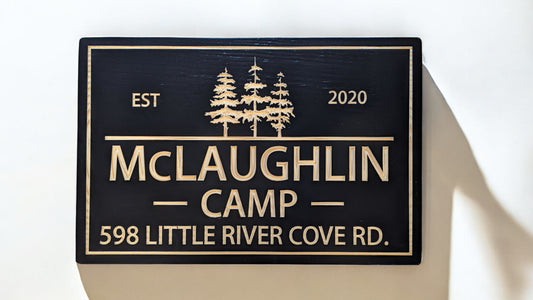 EST 2020
McLAUGHLIN
— CAMP —
598 LITTLE RIVER COVE RD.